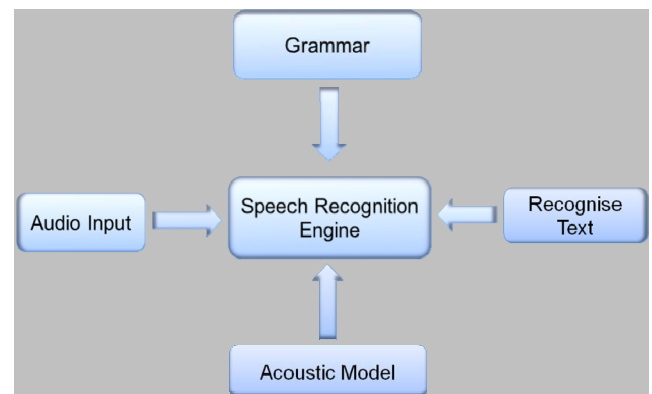 Grammar
Audio Input
Speech Recognition
Engine
Recognise
Text
Acoustic Model